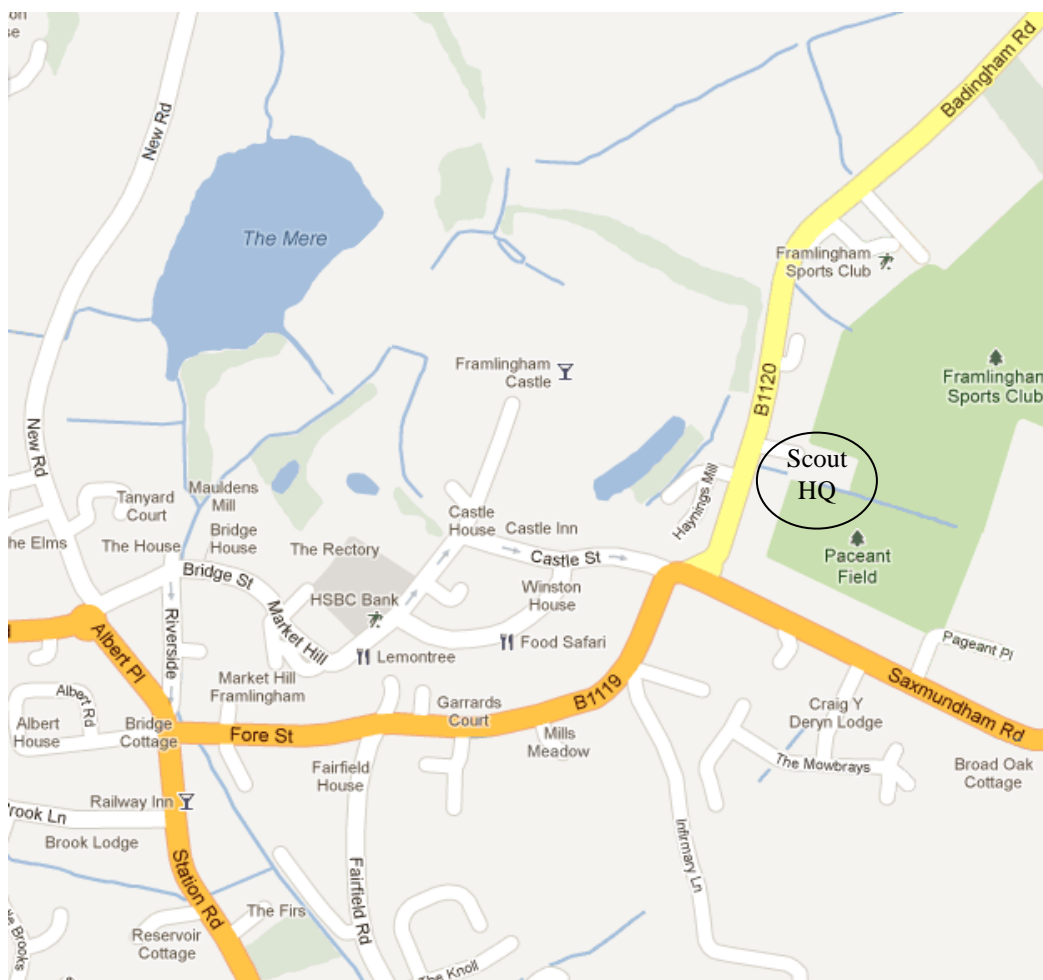 New Rd
Badingham Rd
The Mere
Framlingham
Sports Club
Framlingham
Castle
Framlingham
Sports Club
B1120
New Rd
Scout
HQ
Haynings Mill
Tanyard
Court
Mauldens
Mill
Bridge
House
Castle
House
Castle Inn
The Elms
The House
The Rectory
Castle St
Paceant
Field
Bridge St
Winston
House
HSBC Bank
Market Hill
Riverside
Food Safari
Lemontree
Pageant Pl
Albert Pl
Market Hill
Framlingham
B1119
Saxmundham Rd
Albert Rd
Garrards
Court
Craig Y
Deryn Lodge
Albert
House
Bridge
Cottage
Fore St
Mills
Meadow
The Mowbrays
Broad Oak
Cottage
Fairfield
House
Railway Inn
Brook Ln
Brook Lodge
Infirmary Ln
Station Rd
Fairfield Rd
The Firs
Reservoir
Cottage
Brooks
The Knoll